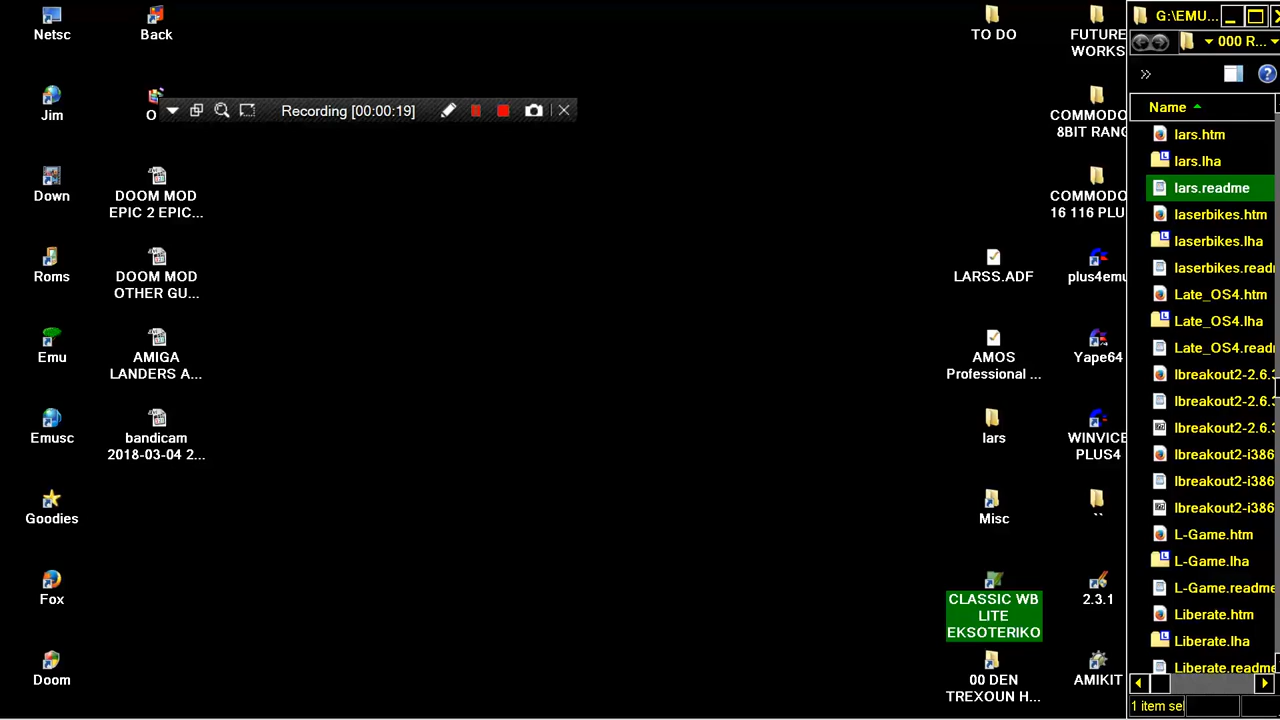 Netsc
Back
Jim
O
Recording [00:00:19]
Down
DOOM MOD
EPIC 2 EPIC...
Roms
DOOM MOD
OTHER GU...
Emu
AMIGA
LANDERS A...
Emusc
bandicam
2018-03-04 2...
Goodies
Fox
Doom
TO DO
FUTURE
WORKS
COMMODO
8BIT RANG
COMMODO
16 116 PLU
LARSS.ADF
plus4emu
AMOS
Professional ...
Yape64
lars
WINVICE
PLUS4
Misc
``
CLASSIC WB
LITE
EKSOTERIKO
2.3.1
00 DEN
TREXOUN H...
AMIKIT
G:\EMU...
000 R...
»
Name
lars.htm
lars.lha
lars.readme
laserbikes.htm
laserbikes.lha
laserbikes.readm
Late_OS4.htm
Late_OS4.lha
Late_OS4.readm
lbreakout2-2.6.3
lbreakout2-2.6.3
lbreakout2-2.6.3
lbreakout2-i386
lbreakout2-i386
lbreakout2-i386
L-Game.htm
L-Game.lha
L-Game.readme
Liberate.htm
Liberate.lha
Liberate.readme
1 item sel